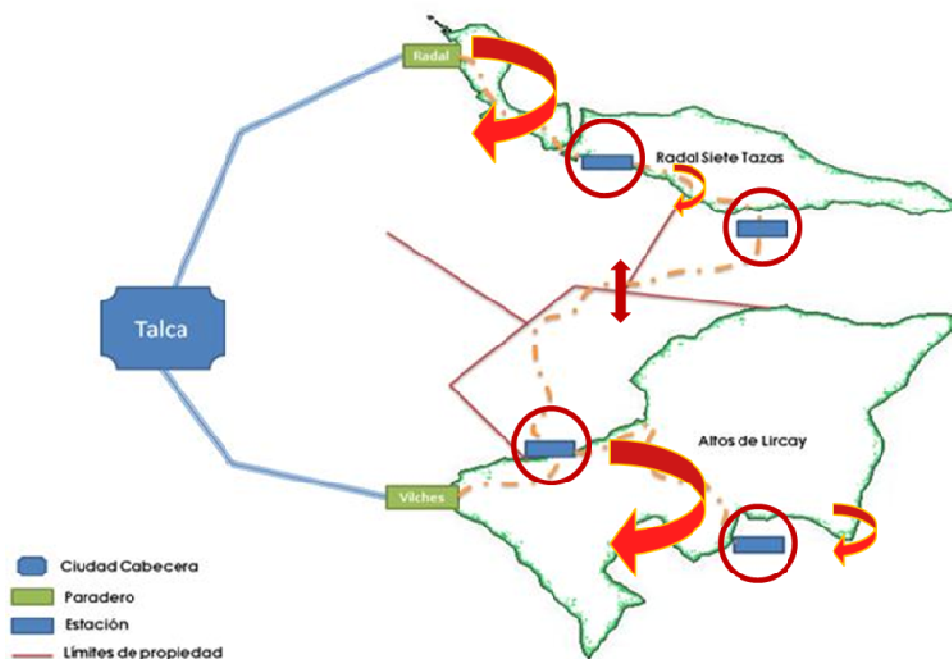 Radal
Radal Siete Tazas
Talca
Altos de Lircay
Vilches
Ciudad Cabecera
Paradero
Estación
Límites de propiedad